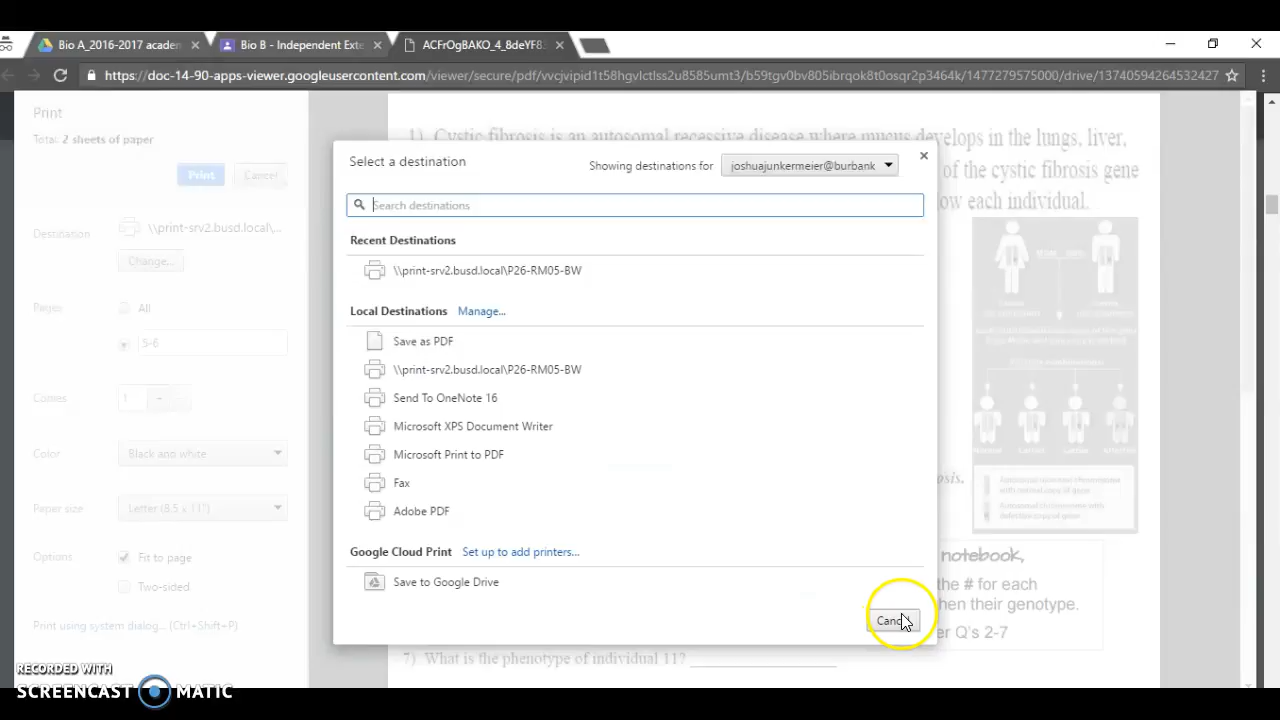 Bio A_2016-2017 acaden
Bio B - Independent Exte
ACFrOgBAKO_4_8deYF83
https://doc-14-90-apps-viewer.googleusercontent.com/viewer/secure/pdf/vvcjvipid1t58hgvlctlss2u8585umt3/b59tgv0bv805ibrqok8t0osqr2p3464k/1477279575000/drive/13740594264532427
Print
Total: 2 sheets of paper
Print
Cancel
Destination
\\print-srv2.busd.local\...
Change...
Pages
All
5-6
Copies
1
Color
Black and white
Paper size
Letter (8.5 x 11")
Options
Fit to page
Two-sided
Print using system dialog... (Ctrl+Shift+P)
1) Cystic fibrosis is an autosomal recessive disease where mucus develops in the lungs, liver,
of the cystic fibrosis gene
low each individual.
Select a destination
Showing destinations for
joshuajunkermeier@burbank
Search destinations
Recent Destinations
\\print-srv2.busd.local\P26-RM05-BW
Local Destinations Manage...
Save as PDF
\\print-srv2.busd.local\P26-RM05-BW
Send To OneNote 16
Microsoft XPS Document Writer
Microsoft Print to PDF
Fax
Adobe PDF
Google Cloud Print Set up to add printers...
Save to Google Drive
Canc
osis.
notebook,
the # for each
hen their genotype.
er Q's 2-7
7) What is the phenotype of individual 11?
RECORDED WITH
SCREENCAST MATIC